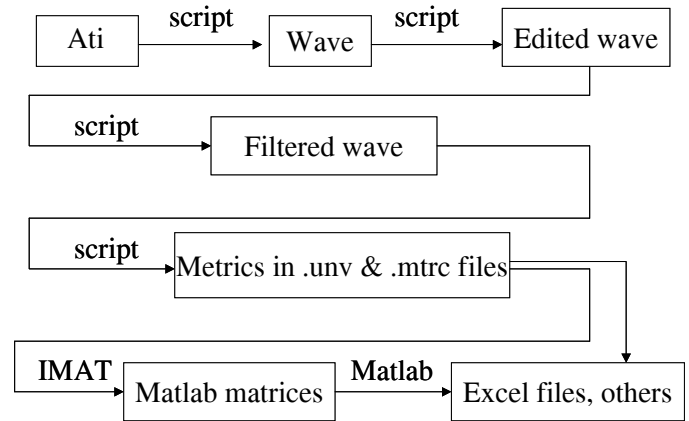 script script
Ati Wave Edited wave
script
Filtered wave
script
Metrics in .unv & .mtrc files
IMAT Matlab
Matlab matrices Excel files, others